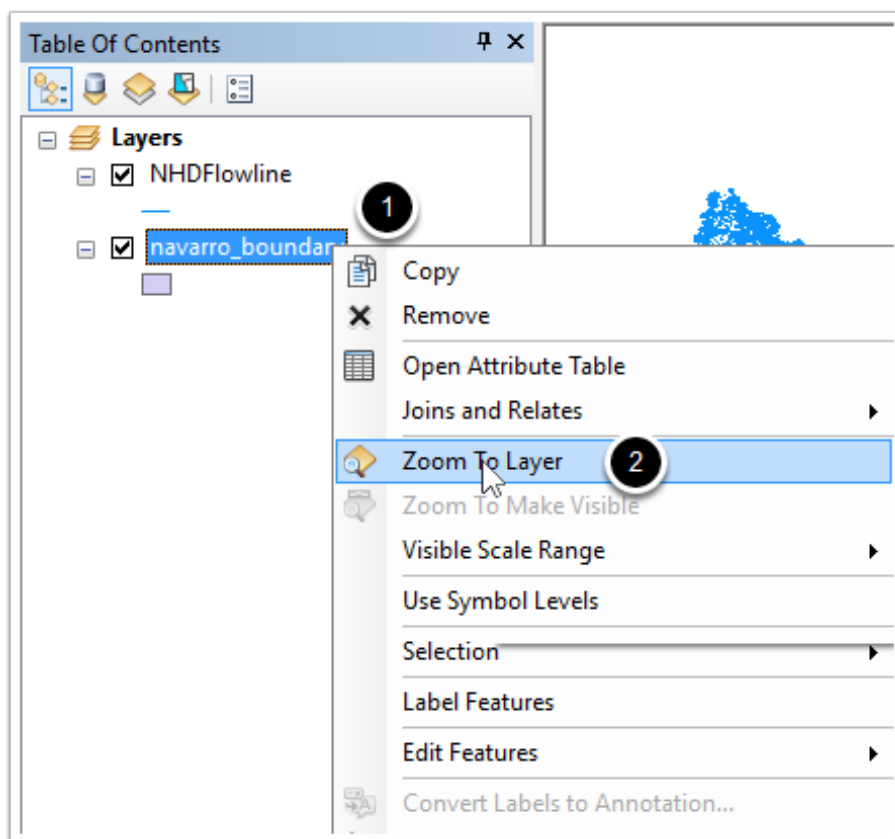 Table Of Contents
Layers
NHDFlowline
1
navarro_boundar
Copy
Remove
Open Attribute Table
Joins and Relates
Zoom To Layer
2
Zoom To Make Visible
Visible Scale Range
Use Symbol Levels
Selection
Label Features
Edit Features
Convert Labels to Annotation...